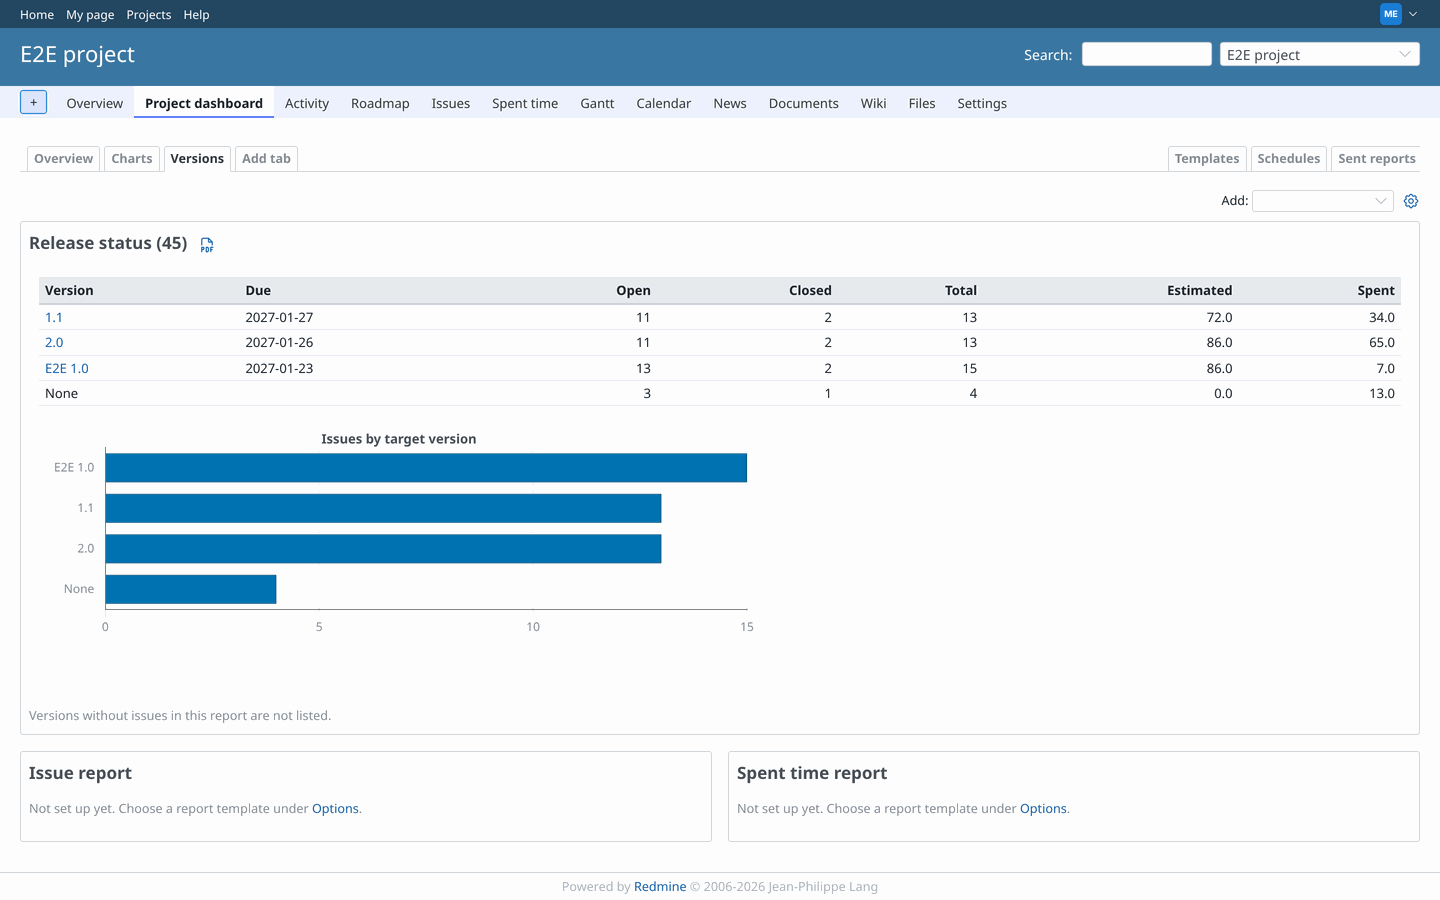 Home My page Projects Help ME
E2E project Search: E2E project
+ Overview Project dashboard Activity Roadmap Issues Spent time Gantt Calendar News Documents Wiki Files Settings
Overview Charts Versions Add tab Templates Schedules Sent reports
Add:
Release status (45) PDF
Version Due Open Closed Total Estimated Spent
1.1 2027-01-27 11 2 13 72.0 34.0
2.0 2027-01-26 11 2 13 86.0 65.0
E2E 1.0 2027-01-23 13 2 15 86.0 7.0
None 3 1 4 0.0 13.0
Issues by target version
E2E 1.0
1.1
2.0
None
0 5 10 15
Versions without issues in this report are not listed.
Issue report
Not set up yet. Choose a report template under Options.
Spent time report
Not set up yet. Choose a report template under Options.
Powered by Redmine © 2006-2026 Jean-Philippe Lang